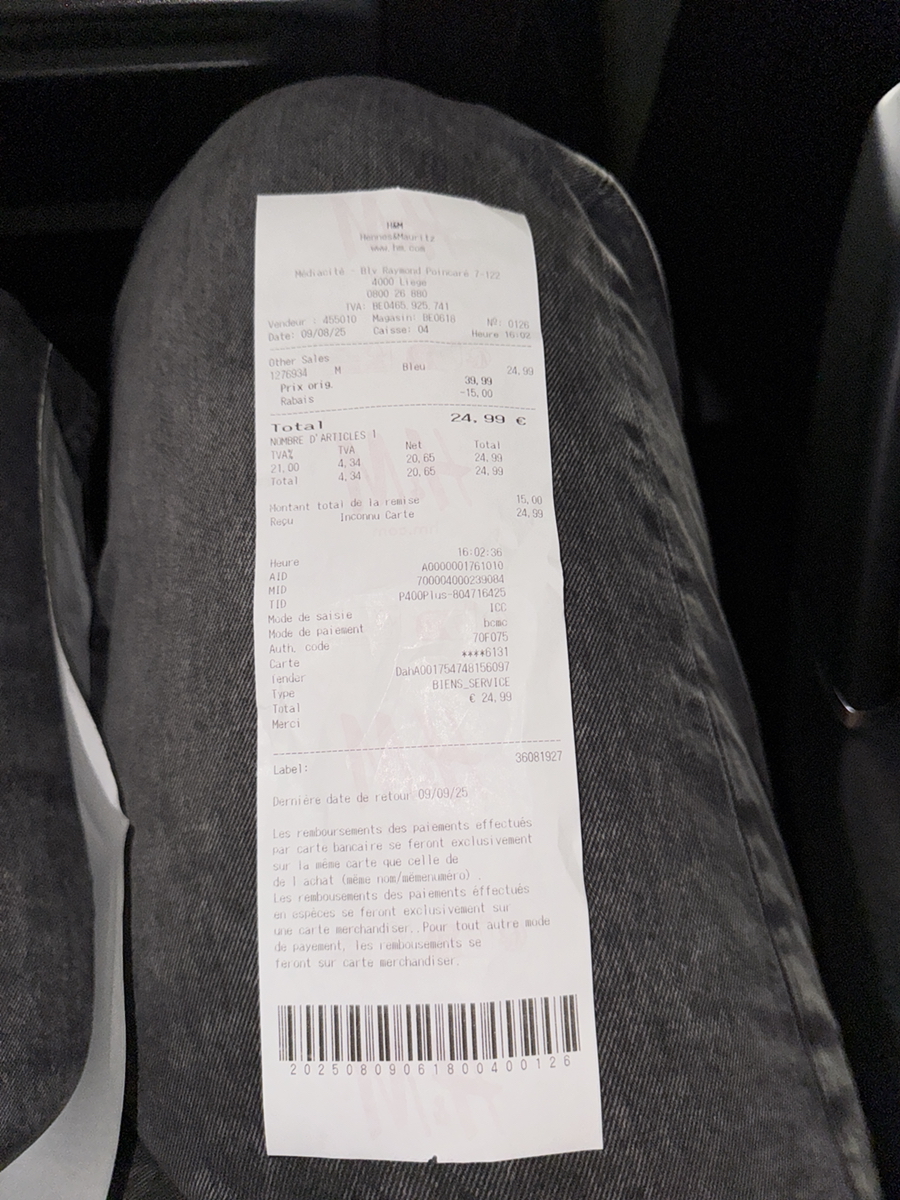 H&M
Hennes&Mauritz
www.hm.com
Médiacité - Blv Raymond Poincaré 7-122
4000 Liege
0800 26 880
TVA: BE0465.925.741
Vendeur : 455010 Magasin: BE0618 Nº: 0126
Date: 09/08/25 Caisse: 04 Heure 16:02
Other Sales
1276934 M Bleu 24,99
Prix orig. 39,99
Rabais -15,00
Total 24,99 €
NOMBRE D'ARTICLES 1
TVA% TVA Net Total
21,00 4,34 20,65 24,99
Total 4,34 20,65 24,99
Montant total de la remise 15,00
Reçu Inconnu Carte 24,99
Heure 16:02:36
AID A0000001761010
MID 700004000239084
TID P400Plus-804716425
Mode de saisie ICC
Mode de paiement bcmc
Auth. code 70F075
Carte ****6131
Tender DahA001754748156097
Type BIENS_SERVICE
Total € 24,99
Merci
Label: 36081927
Dernière date de retour 09/09/25
Les remboursements des paiements effectués
par carte bancaire se feront exclusivement
sur la même carte que celle de
de l achat (même nom/mêmenuméro) .
Les rembousements des paiements éffectués
en espèces se feront exclusivement sur
une carte merchandiser..Pour tout autre mode
de payement, les rembousements se
feront sur carte merchandiser.
2025080906180040 0126